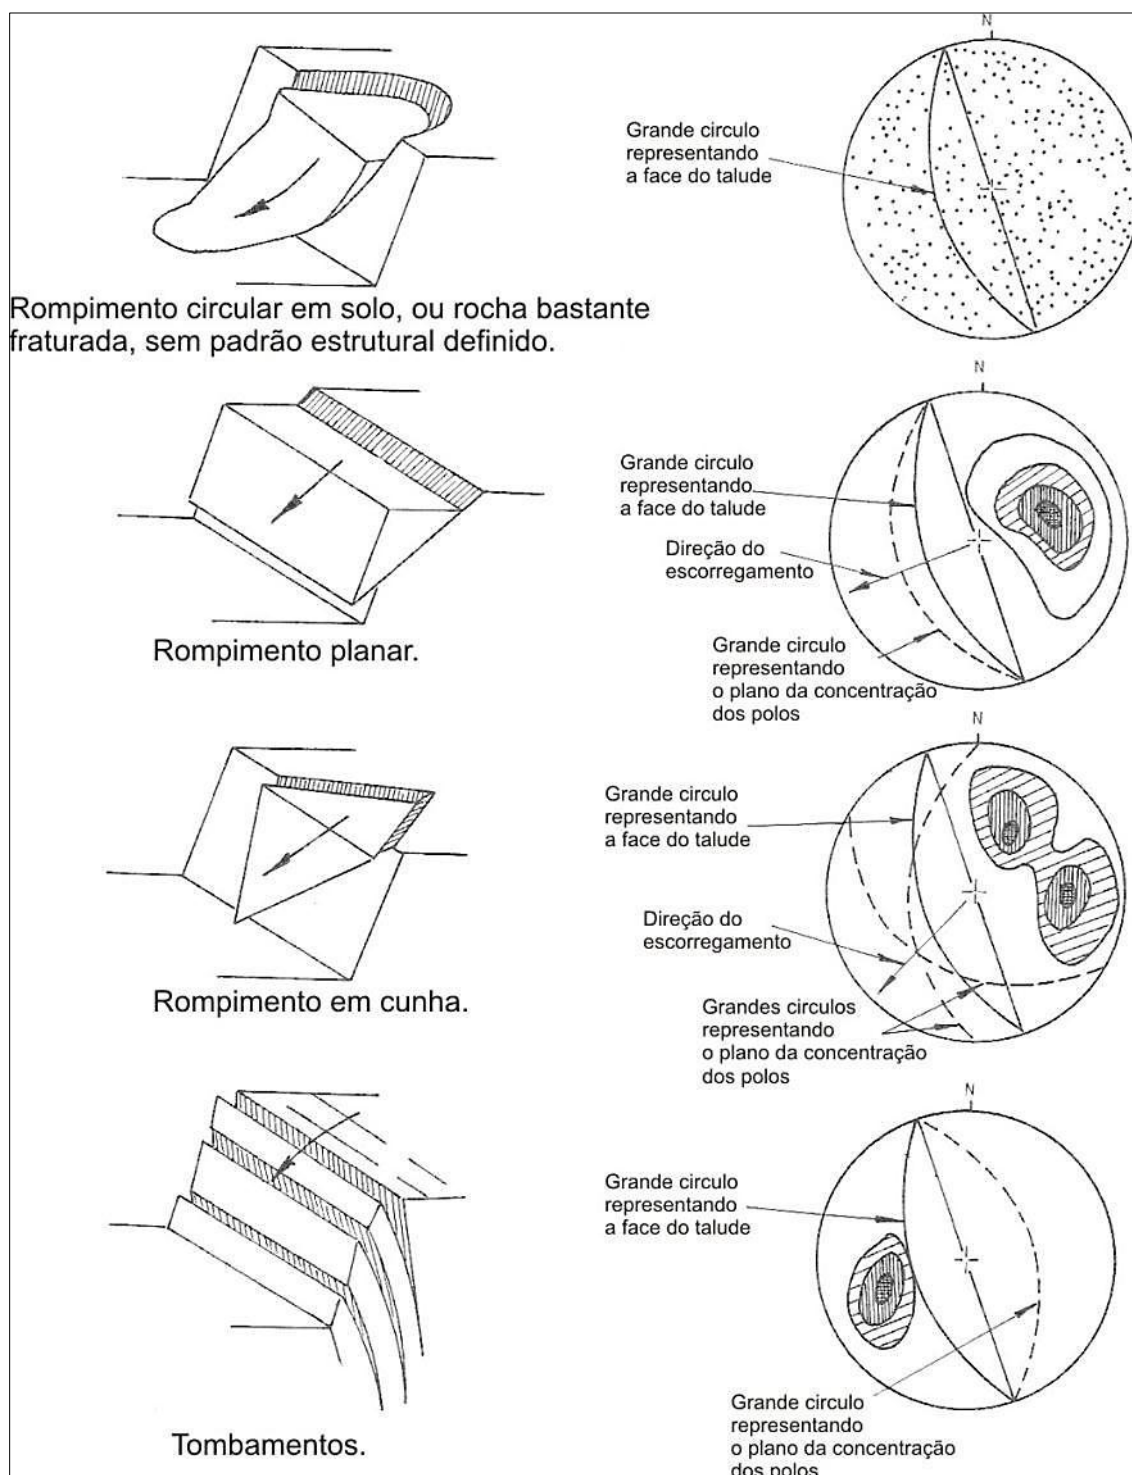 N
Grande circulo
representando
a face do talude
Rompimento circular em solo, ou rocha bastante
fraturada, sem padrão estrutural definido.
N
Grande circulo
representando
a face do talude
Direção do
escorregamento
Grande circulo
representando
o plano da concentração
dos polos
Rompimento planar.
N
Grande circulo
representando
a face do talude
Direção do
escorregamento
Grandes circulos
representando
o plano da concentração
dos polos
Rompimento em cunha.
N
Grande circulo
representando
a face do talude
Grande circulo
representando
o plano da concentração
dos polos
Tombamentos.